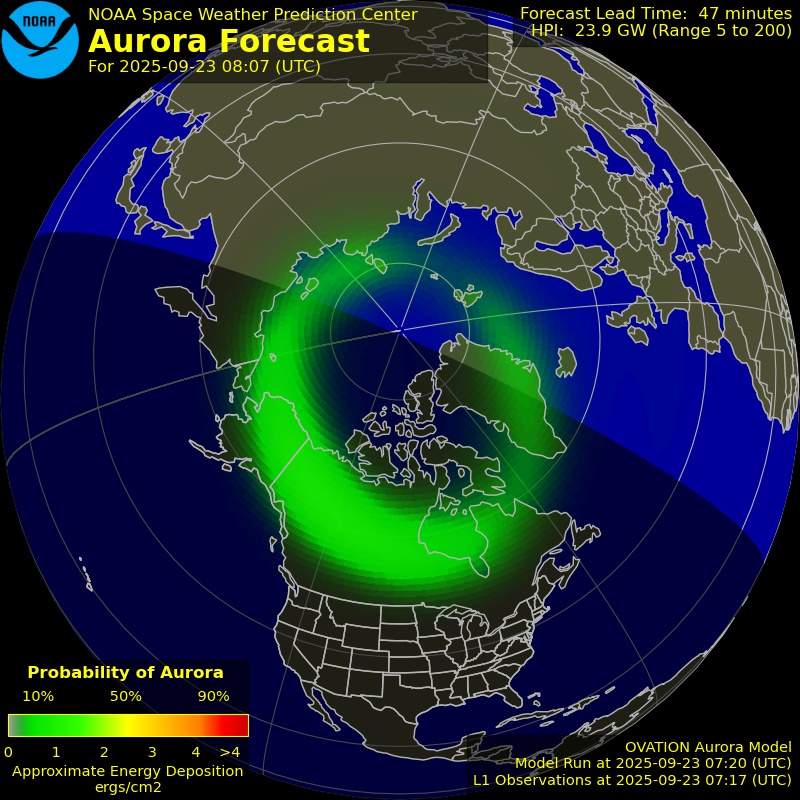 NOAA
NOAA Space Weather Prediction Center
Aurora Forecast
For 2025-09-23 08:07 (UTC)
Forecast Lead Time: 47 minutes
HPI: 23.9 GW (Range 5 to 200)
Probability of Aurora
10% 50% 90%
0 1 2 3 4 >4
Approximate Energy Deposition
ergs/cm2
OVATION Aurora Model
Model Run at 2025-09-23 07:20 (UTC)
L1 Observations at 2025-09-23 07:17 (UTC)